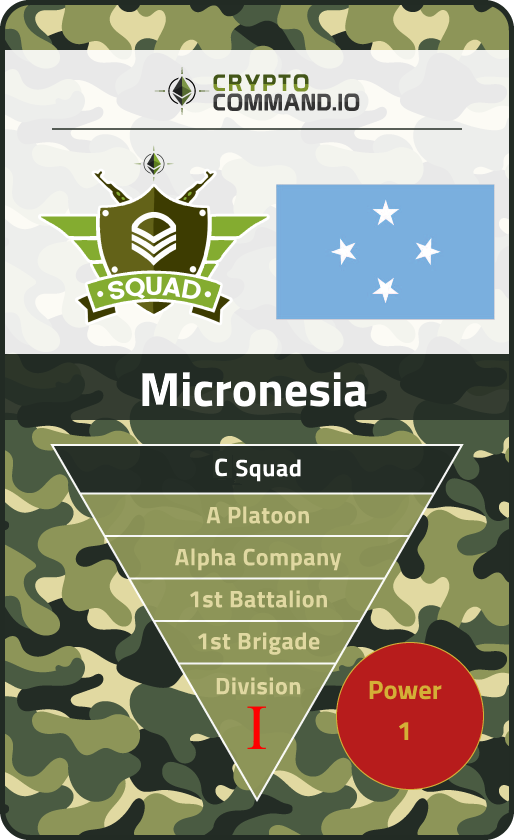 CRYPTO
COMMAND.IO
SQUAD
Micronesia
C Squad
A Platoon
Alpha Company
1st Battalion
1st Brigade
Division
I
Power
1